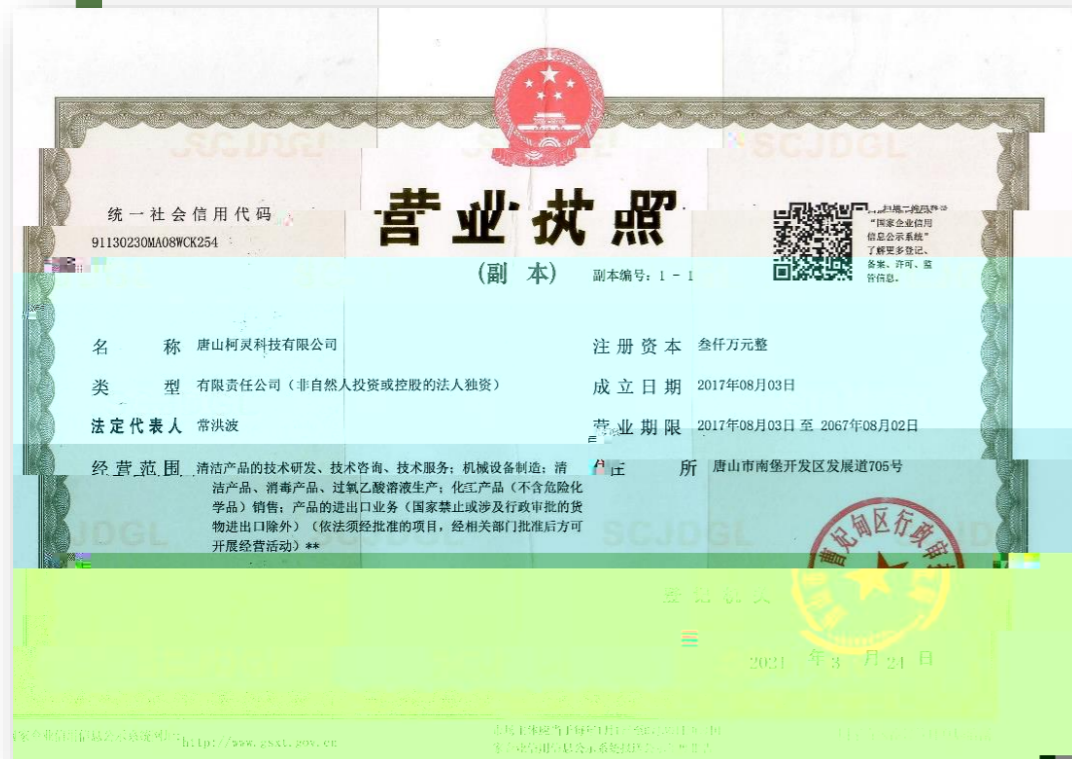 统一社会信用代码
91130230MA08WCK254
营业执照
(副 本)
副本编号: 1 - 1
“国家企业信用
信息公示系统”
了解更多登记、
备案、许可、监
管信息。
名 称 唐山柯灵科技有限公司
类 型 有限责任公司（非自然人投资或控股的法人独资）
法定代表人 常洪波
经营范围 清洁产品的技术研发、技术咨询、技术服务；机械设备制造；清
洁产品、消毒产品、过氧乙酸溶液生产；化工产品（不含危险化
学品）销售；产品的进出口业务（国家禁止或涉及行政审批的货
物进出口除外）（依法须经批准的项目，经相关部门批准后方可
开展经营活动）**
注册资本 叁仟万元整
成立日期 2017年08月03日
营业期限 2017年08月03日 至 2067年08月02日
住 所 唐山市南堡开发区发展道705号
SCJDGL
SCJDGL
曹妃甸区行政审
登记机关
2021 年 3 月 24 日
http://www.gsxt.gov.cn